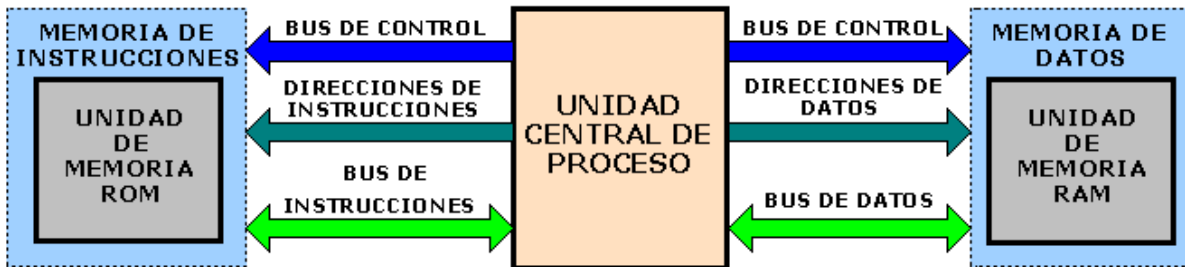 MEMORIA DE
INSTRUCCIONES
UNIDAD
DE
MEMORIA
ROM
BUS DE CONTROL
DIRECCIONES DE
INSTRUCCIONES
BUS DE
INSTRUCCIONES
UNIDAD
CENTRAL DE
PROCESO
BUS DE CONTROL
DIRECCIONES DE
DATOS
BUS DE DATOS
MEMORIA DE
DATOS
UNIDAD
DE
MEMORIA
RAM